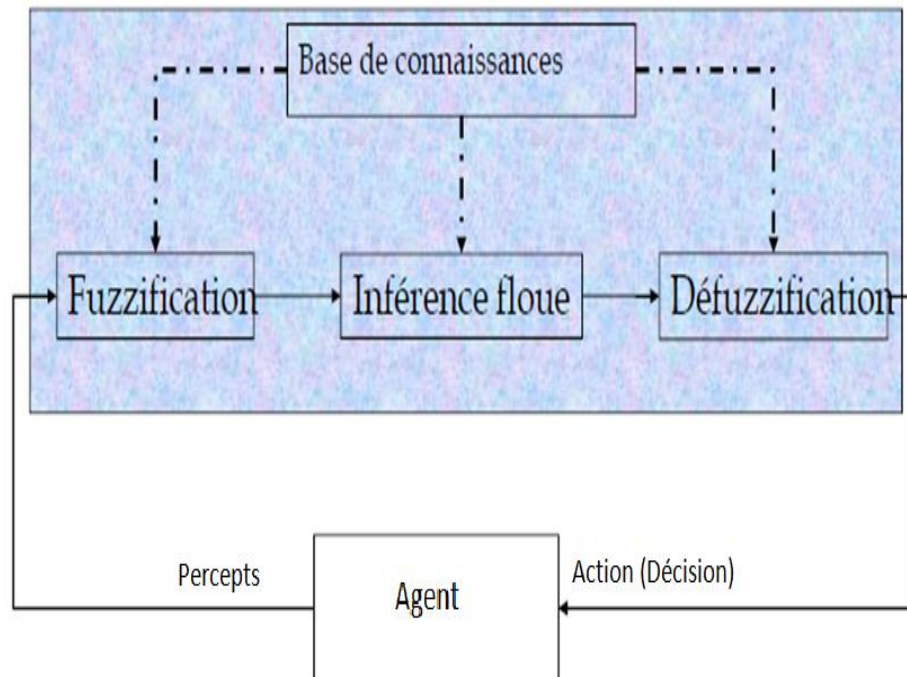 Base de connaissances
Fuzzification
Inférence floue
Défuzzification
Percepts
Agent
Action (Décision)